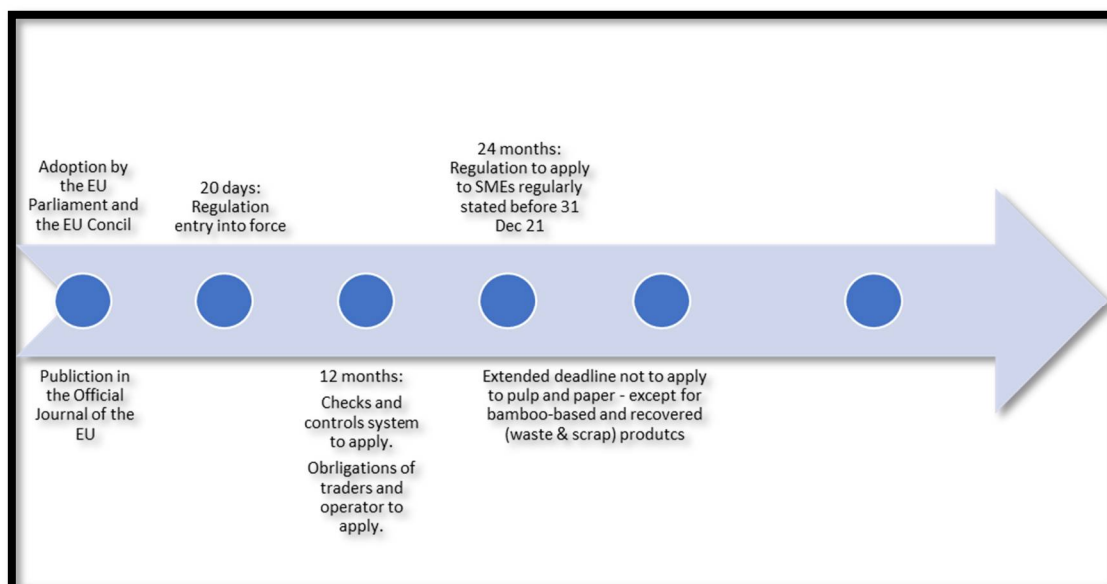 Adoption by
the EU
Parliament and
the EU Concil
20 days:
Regulation
entry into force
24 months:
Regulation to apply
to SMEs regularly
stated before 31
Dec 21
Publiction in
the Official
Journal of the
EU
12 months:
Checks and
controls system
to apply.
Obrligations of
traders and
operator to
apply.
Extended deadline not to apply
to pulp and paper - except for
bamboo-based and recovered
(waste & scrap) produtcs